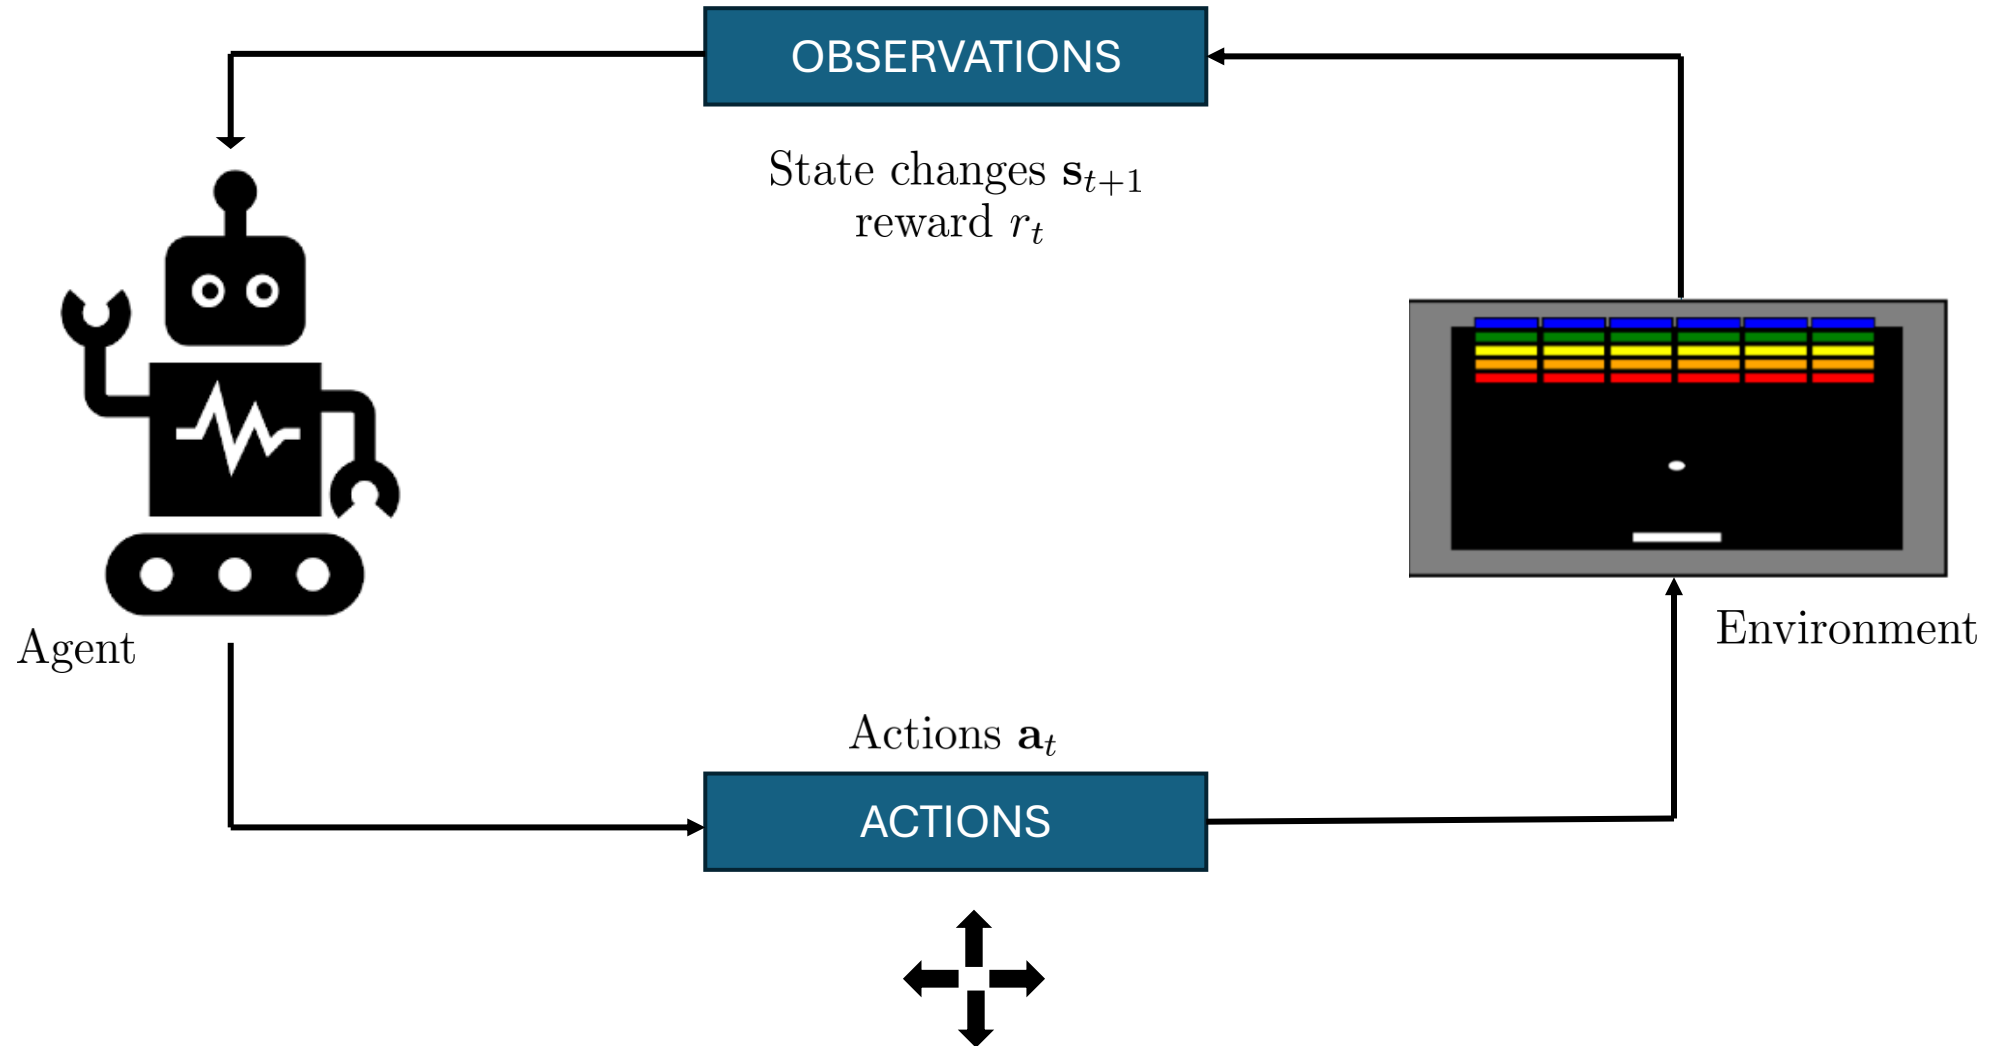 OBSERVATIONS
State changes s_{t+1}
reward r_t
Agent
Environment
Actions a_t
ACTIONS